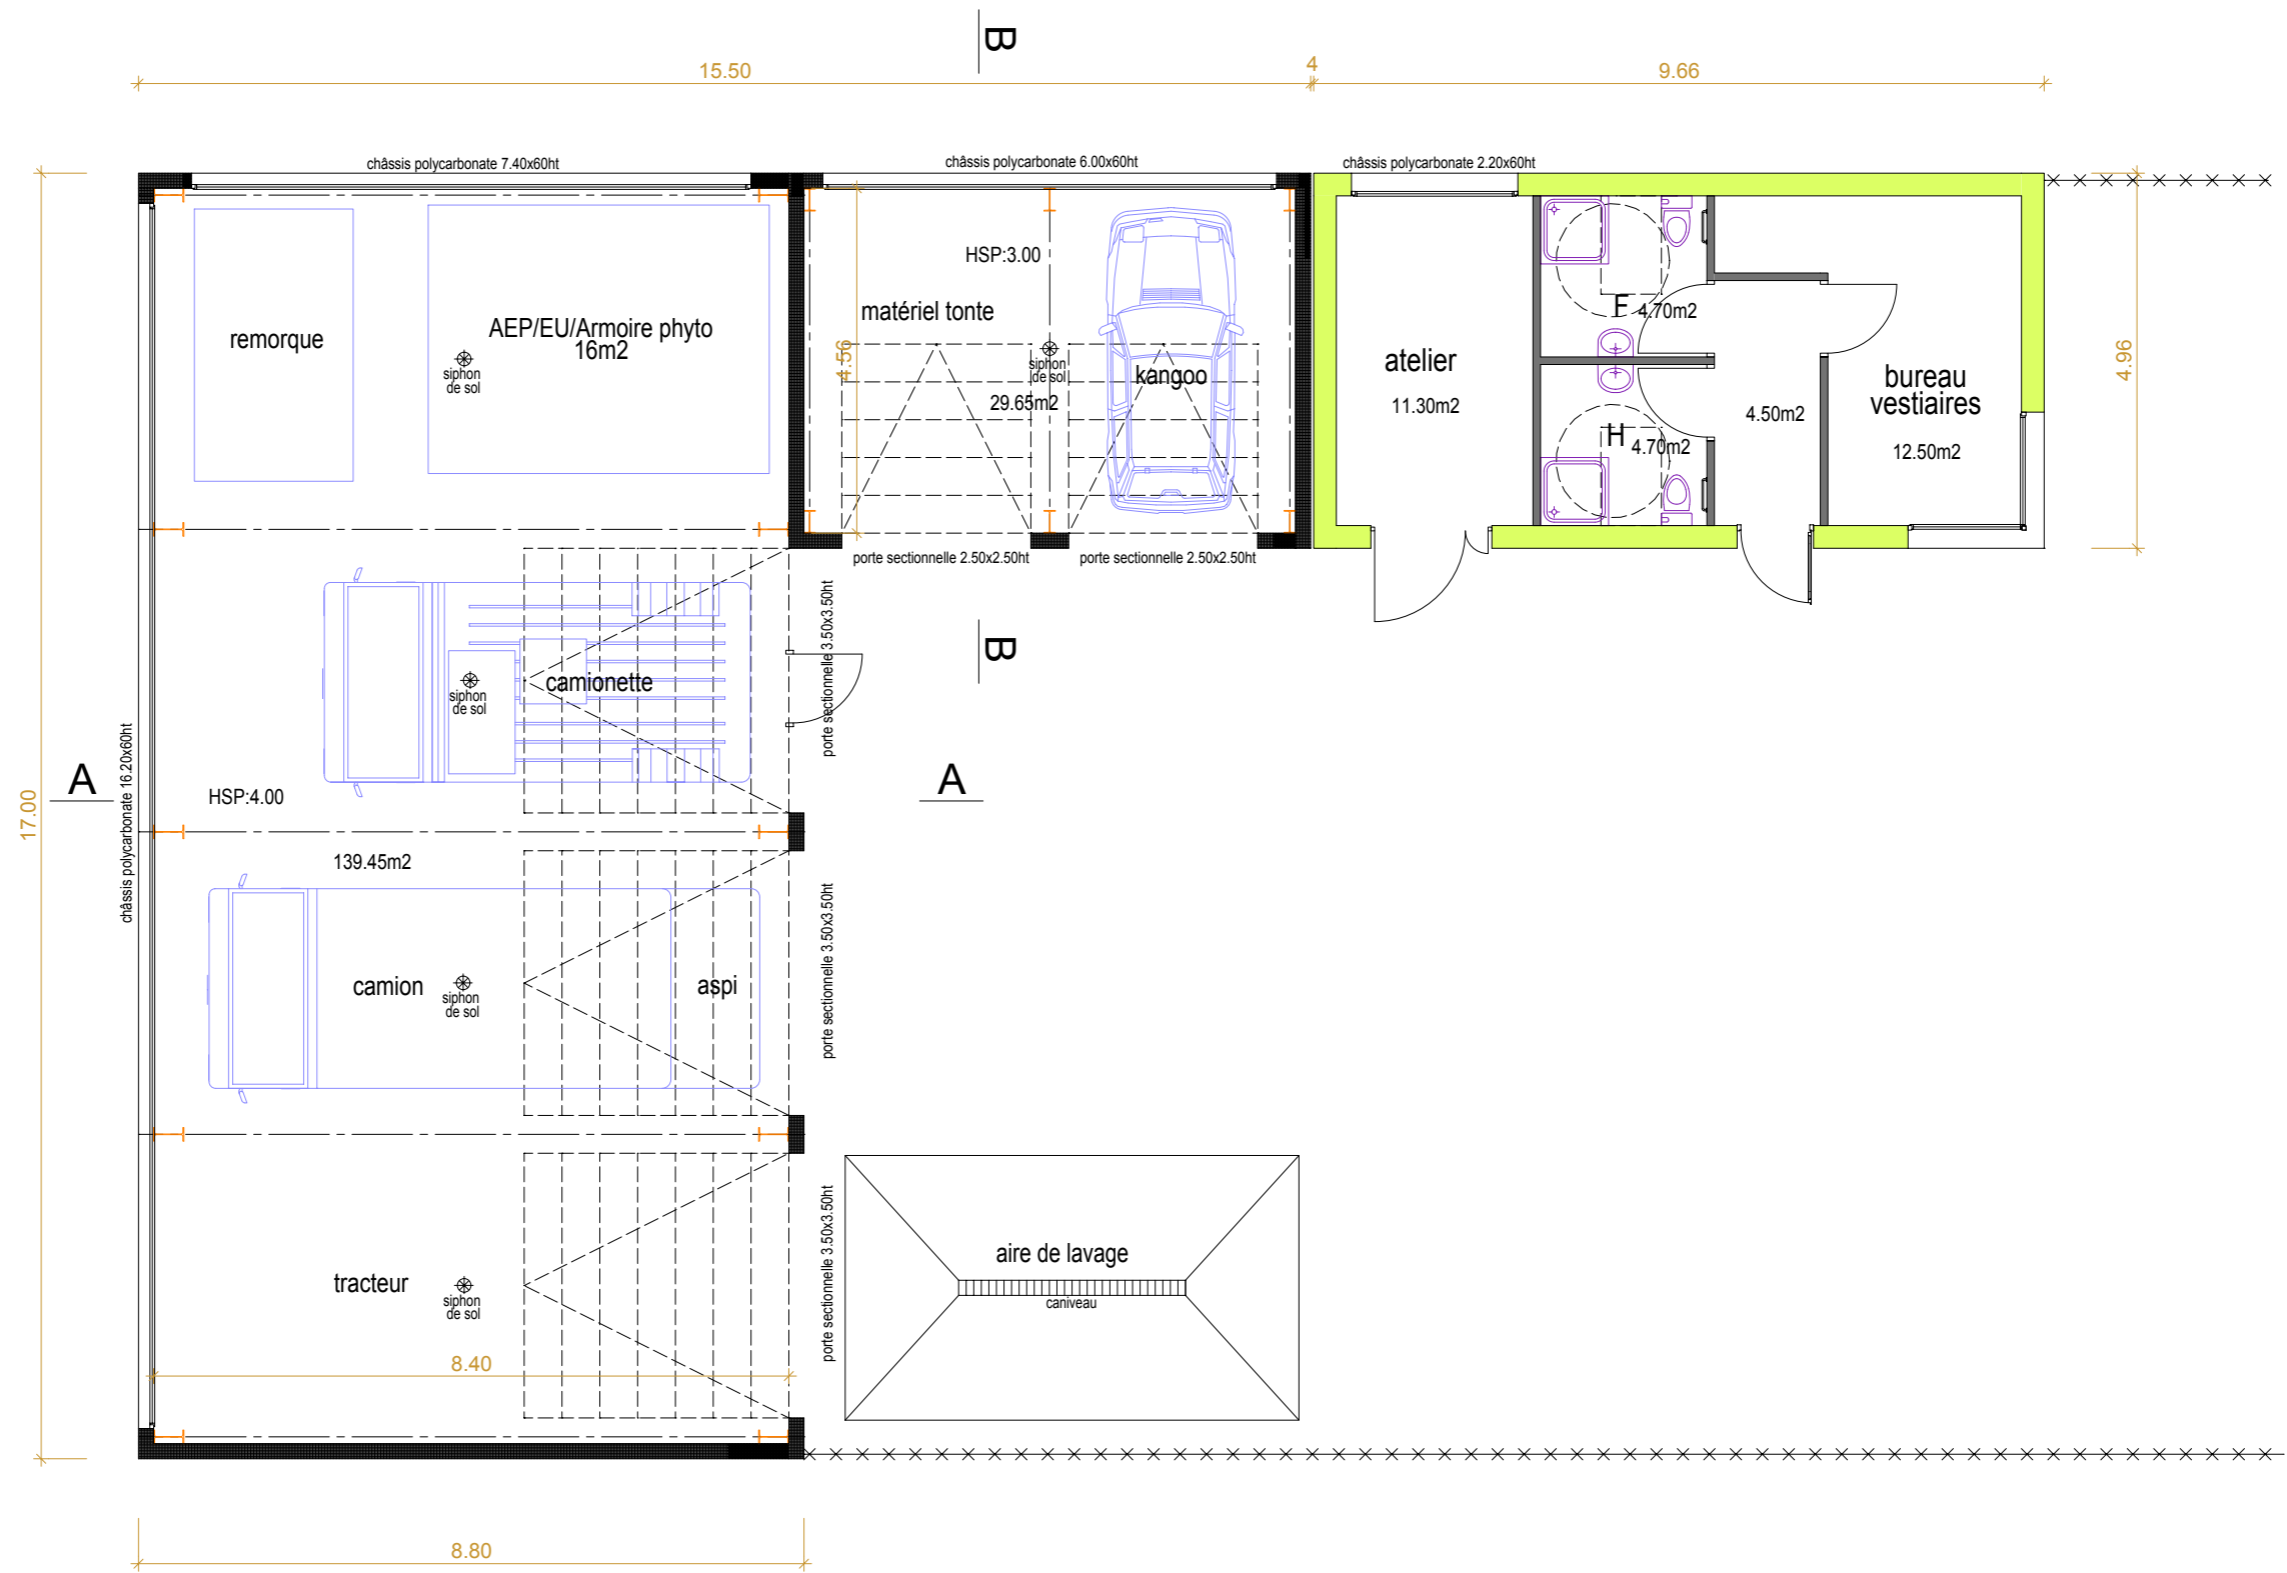 B
15.50
4
9.66
châssis polycarbonate 7.40x60ht
châssis polycarbonate 6.00x60ht
châssis polycarbonate 2.20x60ht
remorque
AEP/EU/Armoire phyto
16m2
siphon
de sol
HSP:3.00
matériel tonte
4.56
siphon
de sol
kangoo
29.65m2
atelier
11.30m2
F
4.70m2
H
4.70m2
4.50m2
bureau
vestiaires
12.50m2
4.96
porte sectionnelle 2.50x2.50ht
porte sectionnelle 2.50x2.50ht
porte sectionnelle 3.50x3.50ht
B
camionette
siphon
de sol
A
A
HSP:4.00
17.00
châssis polycarbonate 16.20x60ht
139.45m2
camion
siphon
de sol
aspi
porte sectionnelle 3.50x3.50ht
tracteur
siphon
de sol
porte sectionnelle 3.50x3.50ht
aire de lavage
caniveau
8.40
8.80